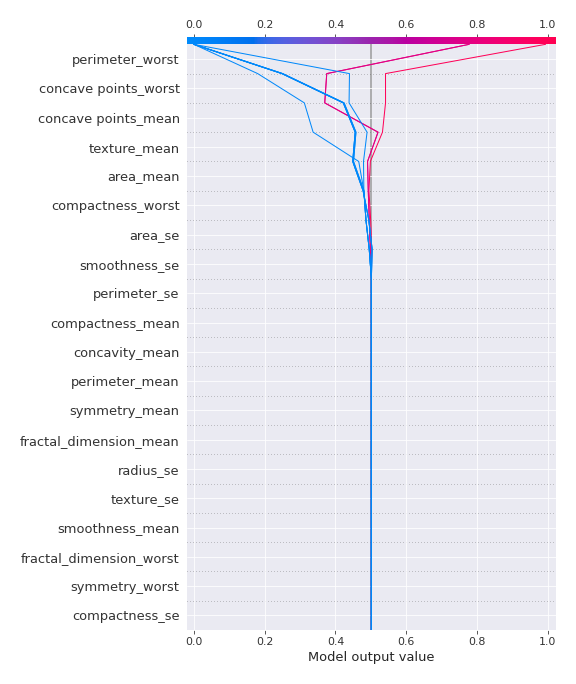 0.0 0.2 0.4 0.6 0.8 1.0
perimeter_worst
concave points_worst
concave points_mean
texture_mean
area_mean
compactness_worst
area_se
smoothness_se
perimeter_se
compactness_mean
concavity_mean
perimeter_mean
symmetry_mean
fractal_dimension_mean
radius_se
texture_se
smoothness_mean
fractal_dimension_worst
symmetry_worst
compactness_se
0.0 0.2 0.4 0.6 0.8 1.0
Model output value